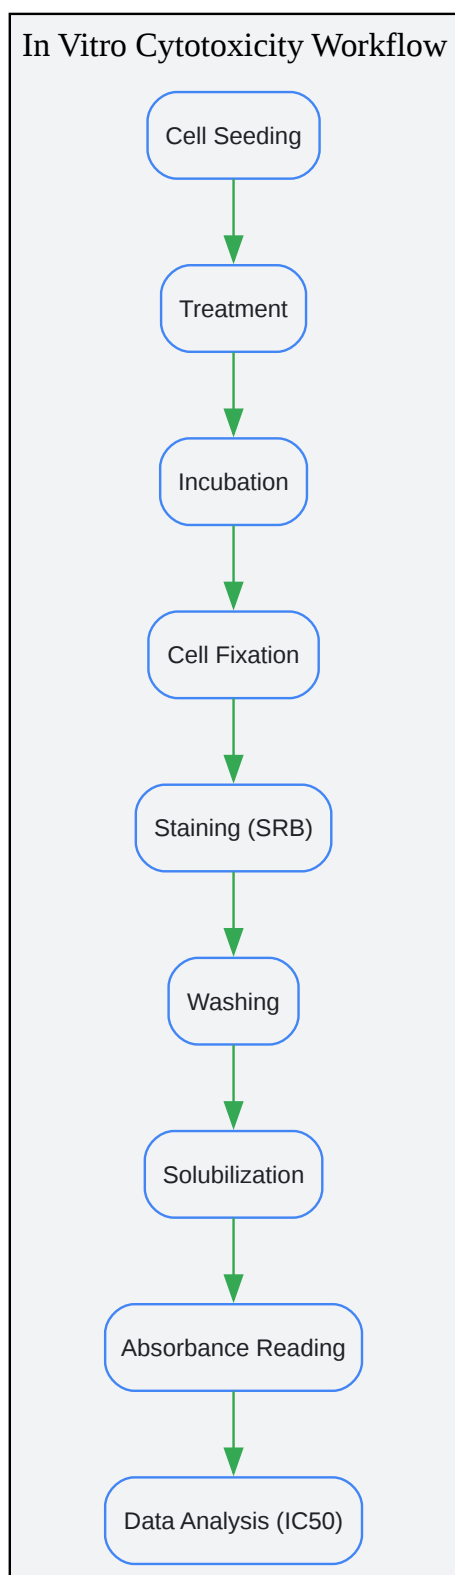 In Vitro Cytotoxicity Workflow
Cell Seeding
Treatment
Incubation
Cell Fixation
Staining (SRB)
Washing
Solubilization
Absorbance Reading
Data Analysis (IC50)